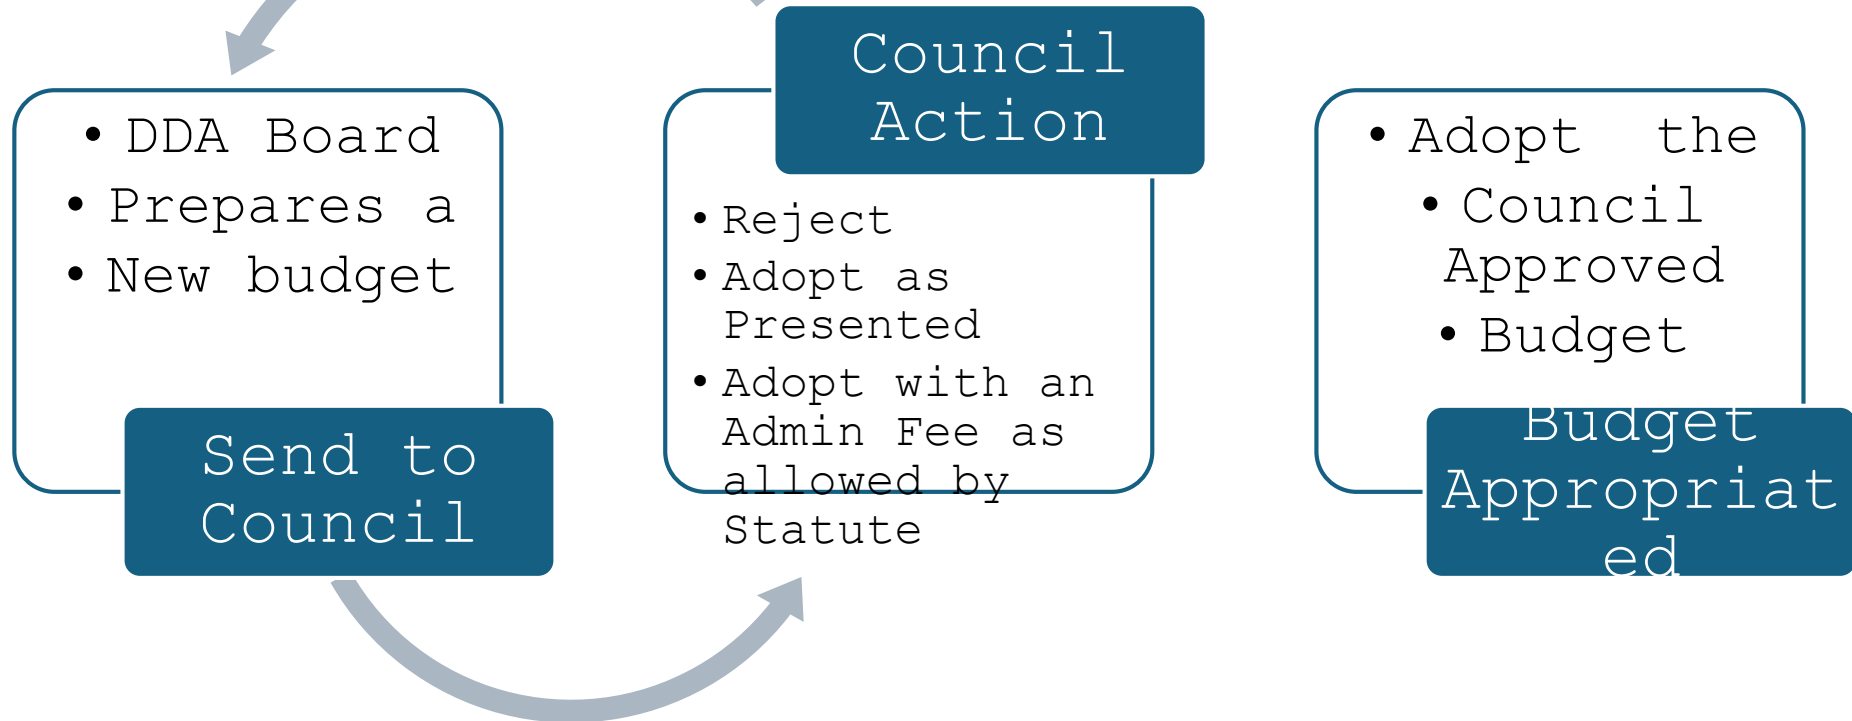 • DDA Board
• Prepares a
• New budget
Send to
Council
Council
Action
• Reject
• Adopt as
Presented
• Adopt with an
Admin Fee as
allowed by
Statute
• Adopt the
• Council
Approved
• Budget
Budget
Appropriat
ed